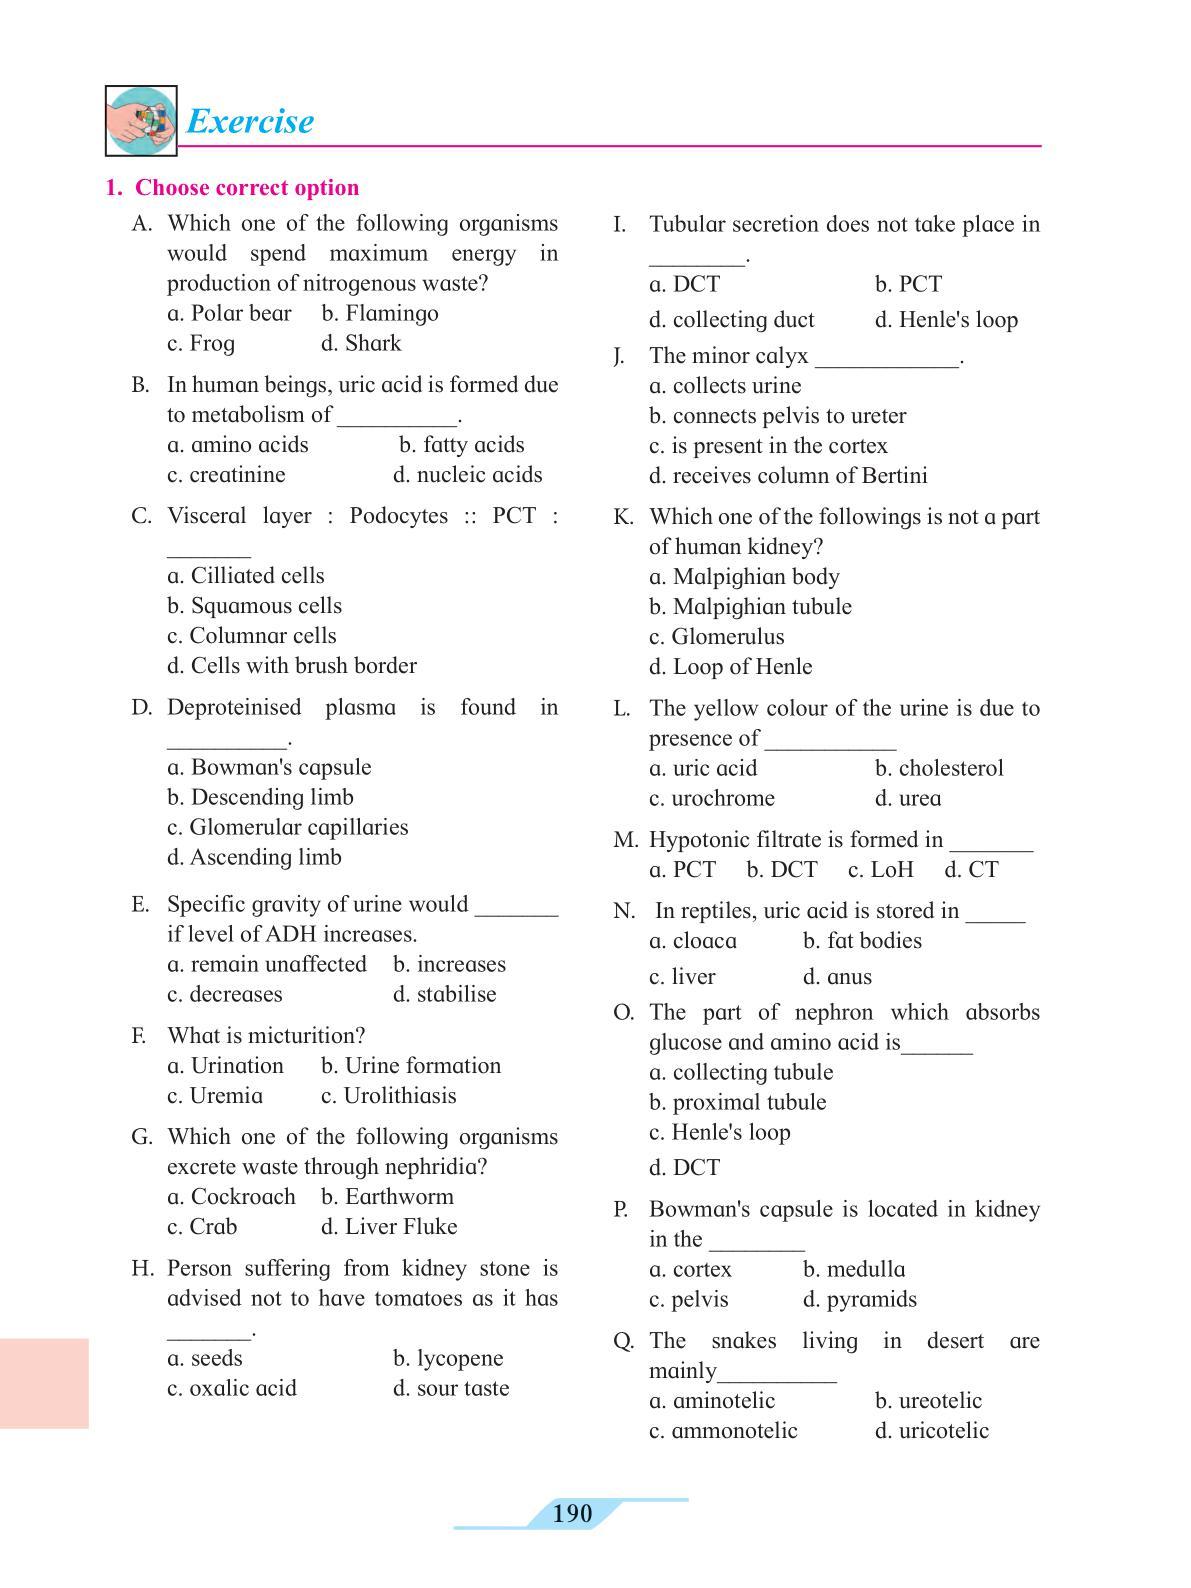 Exercise
1. Choose correct option
A. Which one of the following organisms
would spend maximum energy in
production of nitrogenous waste?
a. Polar bear b. Flamingo
c. Frog d. Shark
B. In human beings, uric acid is formed due
to metabolism of __________.
a. amino acids b. fatty acids
c. creatinine d. nucleic acids
C. Visceral layer : Podocytes :: PCT :
_______
a. Cilliated cells
b. Squamous cells
c. Columnar cells
d. Cells with brush border
D. Deproteinised plasma is found in
__________.
a. Bowman's capsule
b. Descending limb
c. Glomerular capillaries
d. Ascending limb
E. Specific gravity of urine would _______
if level of ADH increases.
a. remain unaffected b. increases
c. decreases d. stabilise
F. What is micturition?
a. Urination b. Urine formation
c. Uremia c. Urolithiasis
G. Which one of the following organisms
excrete waste through nephridia?
a. Cockroach b. Earthworm
c. Crab d. Liver Fluke
H. Person suffering from kidney stone is
advised not to have tomatoes as it has
_______.
a. seeds b. lycopene
c. oxalic acid d. sour taste
I. Tubular secretion does not take place in
________.
a. DCT b. PCT
d. collecting duct d. Henle's loop
J. The minor calyx ____________.
a. collects urine
b. connects pelvis to ureter
c. is present in the cortex
d. receives column of Bertini
K. Which one of the followings is not a part
of human kidney?
a. Malpighian body
b. Malpighian tubule
c. Glomerulus
d. Loop of Henle
L. The yellow colour of the urine is due to
presence of ___________
a. uric acid b. cholesterol
c. urochrome d. urea
M. Hypotonic filtrate is formed in _______
a. PCT b. DCT c. LoH d. CT
N. In reptiles, uric acid is stored in _____
a. cloaca b. fat bodies
c. liver d. anus
O. The part of nephron which absorbs
glucose and amino acid is______
a. collecting tubule
b. proximal tubule
c. Henle's loop
d. DCT
P. Bowman's capsule is located in kidney
in the ________
a. cortex b. medulla
c. pelvis d. pyramids
Q. The snakes living in desert are
mainly__________
a. aminotelic b. ureotelic
c. ammonotelic d. uricotelic
190